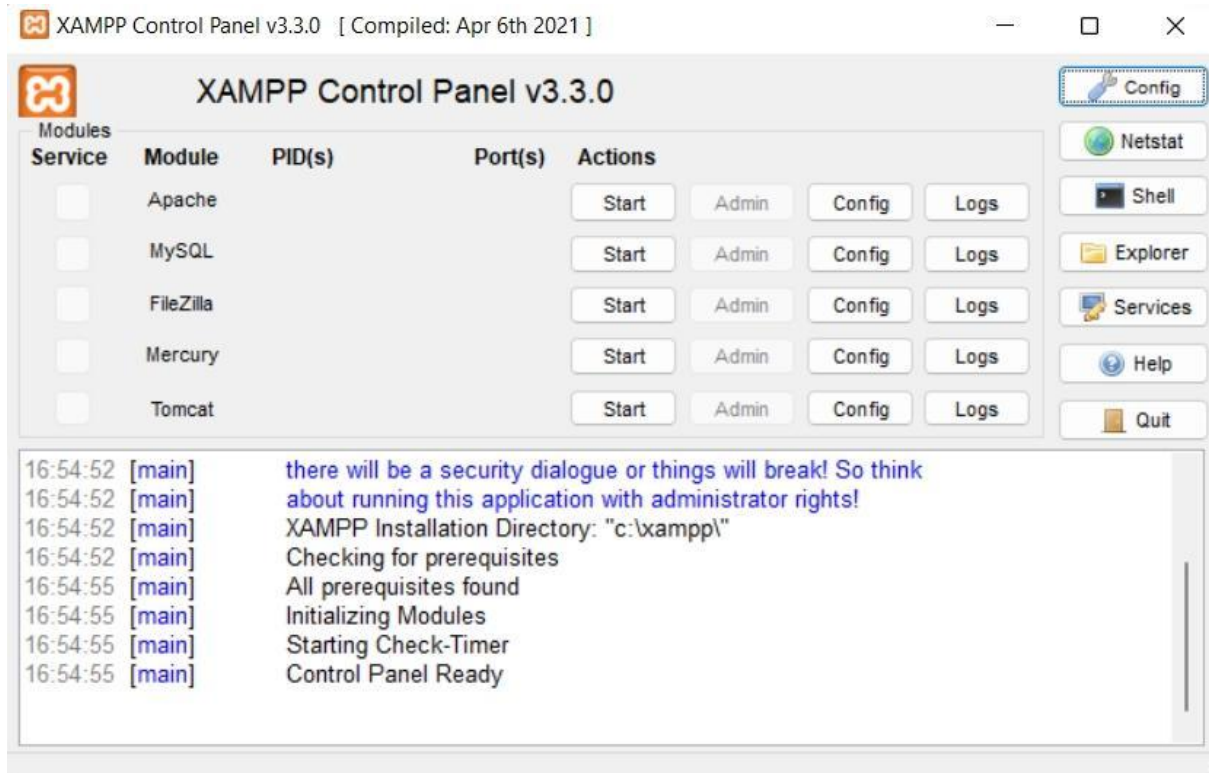 XAMPP Control Panel v3.3.0 [ Compiled: Apr 6th 2021 ]
XAMPP Control Panel v3.3.0
Config
Modules
Service Module PID(s) Port(s) Actions
Netstat
Apache Start Admin Config Logs
Shell
MySQL Start Admin Config Logs
Explorer
FileZilla Start Admin Config Logs
Services
Mercury Start Admin Config Logs
Help
Tomcat Start Admin Config Logs
Quit
16:54:52 [main] there will be a security dialogue or things will break! So think
16:54:52 [main] about running this application with administrator rights!
16:54:52 [main] XAMPP Installation Directory: "c:\xampp\"
16:54:52 [main] Checking for prerequisites
16:54:55 [main] All prerequisites found
16:54:55 [main] Initializing Modules
16:54:55 [main] Starting Check-Timer
16:54:55 [main] Control Panel Ready